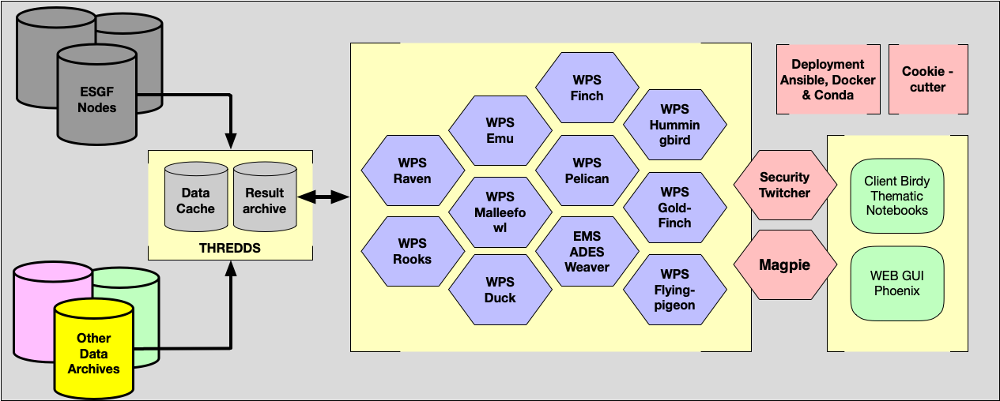 ESGF
Nodes
Data
Cache
Result
archive
THREDDS
Other
Data
Archives
WPS
Raven
WPS
Rooks
WPS
Emu
WPS
Malleefo
wl
WPS
Duck
WPS
Finch
WPS
Pelican
EMS
ADES
Weaver
WPS
Hummin
gbird
WPS
Gold-
Finch
WPS
Flying-
pigeon
Security
Twitcher
Magpie
Deployment
Ansible, Docker
& Conda
Cookie -
cutter
Client Birdy
Thematic
Notebooks
WEB GUI
Phoenix